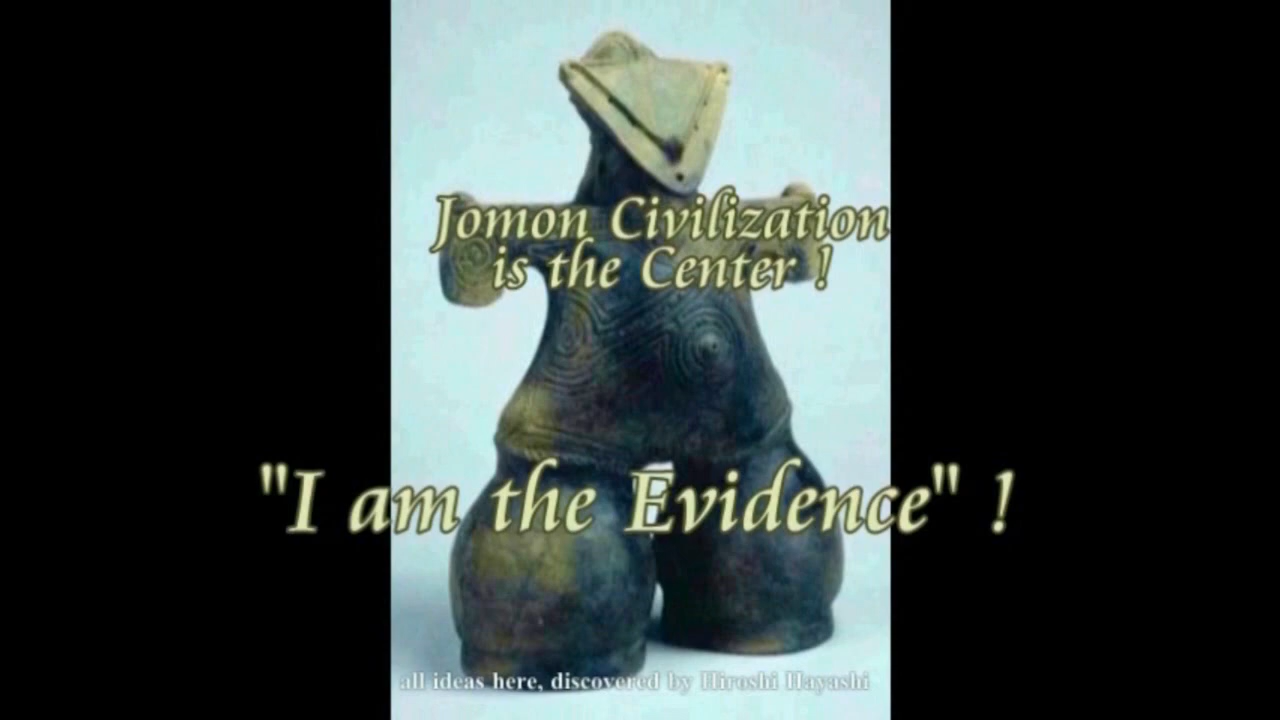 Jomon Civilization
is the Center !
"I am the Evidence" !
all ideas here, discovered by Hiroshi Hayashi